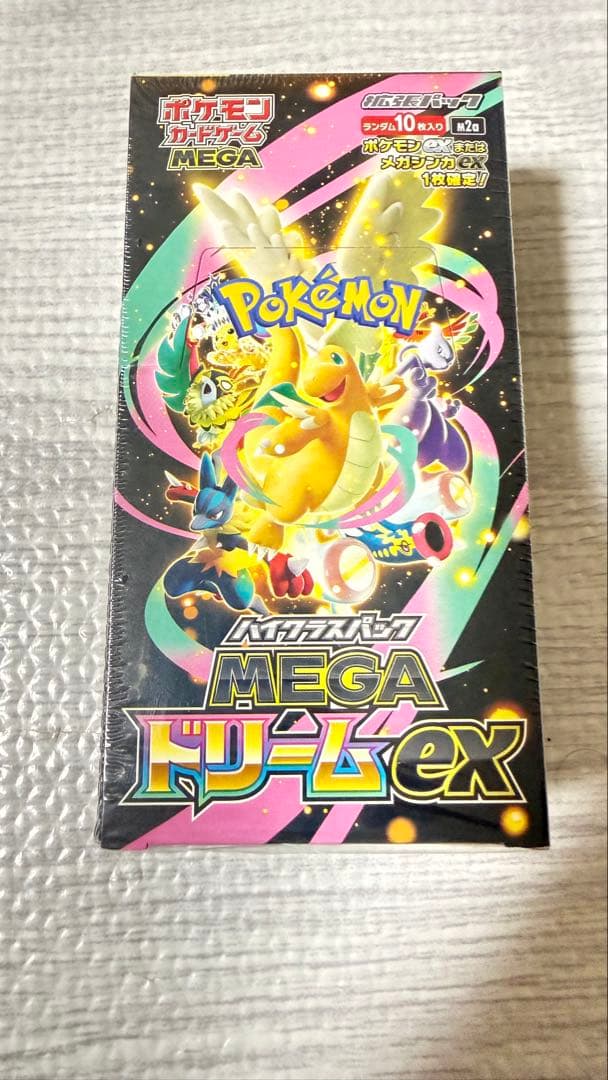 ポケモン
カードゲーム
MEGA
拡張パック
ランダム10枚入り M2a
ポケモンexまたは
メガシンカex
1枚確定!
POKéMON
ハイクラスパック
MEGA
ドリームex